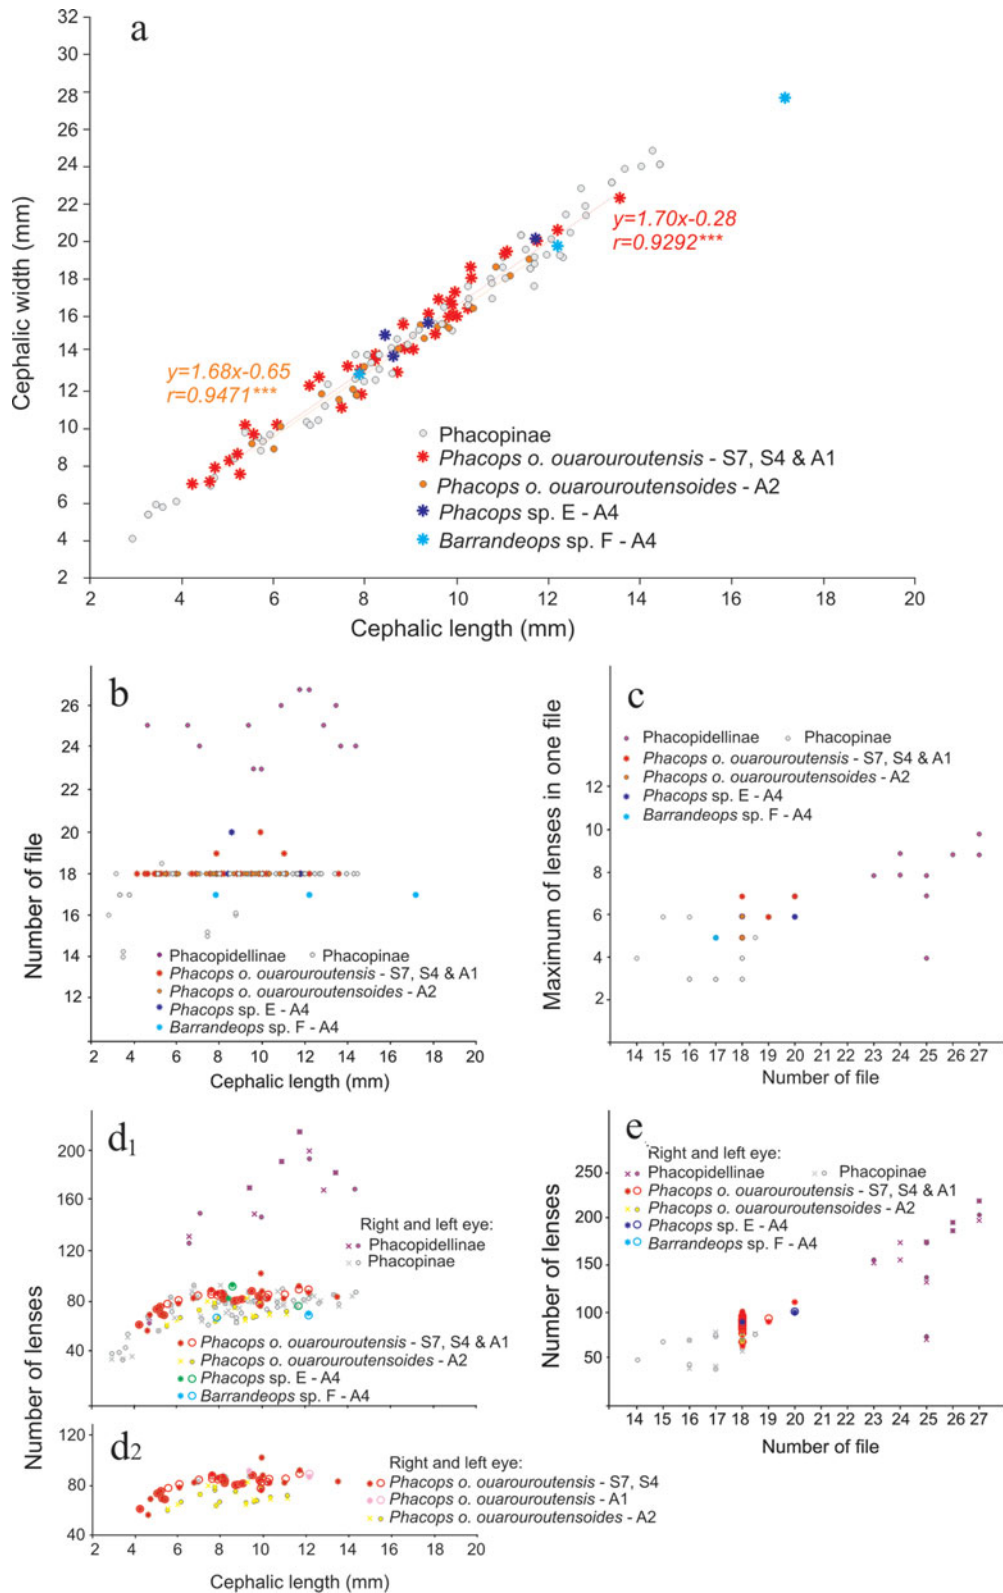 a
32
30
28
26
24
22
20
18
16
14
12
10
8
6
4
2
Cephalic width (mm)
y=1.70x-0.28
r=0.9292***
y=1.68x-0.65
r=0.9471***
Phacopinae
Phacops o. ouarouroutensis - S7, S4 & A1
Phacops o. ouarouroutensoides - A2
Phacops sp. E - A4
Barrandeops sp. F - A4
2 4 6 8 10 12 14 16 18 20
Cephalic length (mm)
b
26
24
22
20
18
16
14
12
Number of file
Phacopidellinae Phacopinae
Phacops o. ouarouroutensis - S7, S4 & A1
Phacops o. ouarouroutensoides - A2
Phacops sp. E - A4
Barrandeops sp. F - A4
2 4 6 8 10 12 14 16 18 20
Cephalic length (mm)
c
Phacopidellinae Phacopinae
Phacops o. ouarouroutensis - S7, S4 & A1
Phacops o. ouarouroutensoides - A2
Phacops sp. E - A4
Barrandeops sp. F - A4
12
10
8
6
4
2
Maximum of lenses in one file
14 15 16 17 18 19 20 21 22 23 24 25 26 27
Number of file
d1
200
160
120
80
40
Number of lenses
Right and left eye:
Phacopidellinae
Phacopinae
Phacops o. ouarouroutensis - S7, S4 & A1
Phacops o. ouarouroutensoides - A2
Phacops sp. E - A4
Barrandeops sp. F - A4
d2
120
80
40
Right and left eye:
Phacops o. ouarouroutensis - S7, S4
Phacops o. ouarouroutensis - A1
Phacops o. ouarouroutensoides - A2
2 4 6 8 10 12 14 16 18 20
Cephalic length (mm)
e
Right and left eye:
Phacopidellinae Phacopinae
Phacops o. ouarouroutensis - S7, S4 & A1
Phacops o. ouarouroutensoides - A2
Phacops sp. E - A4
Barrandeops sp. F - A4
250
200
150
100
50
Number of lenses
14 15 16 17 18 19 20 21 22 23 24 25 26 27
Number of file